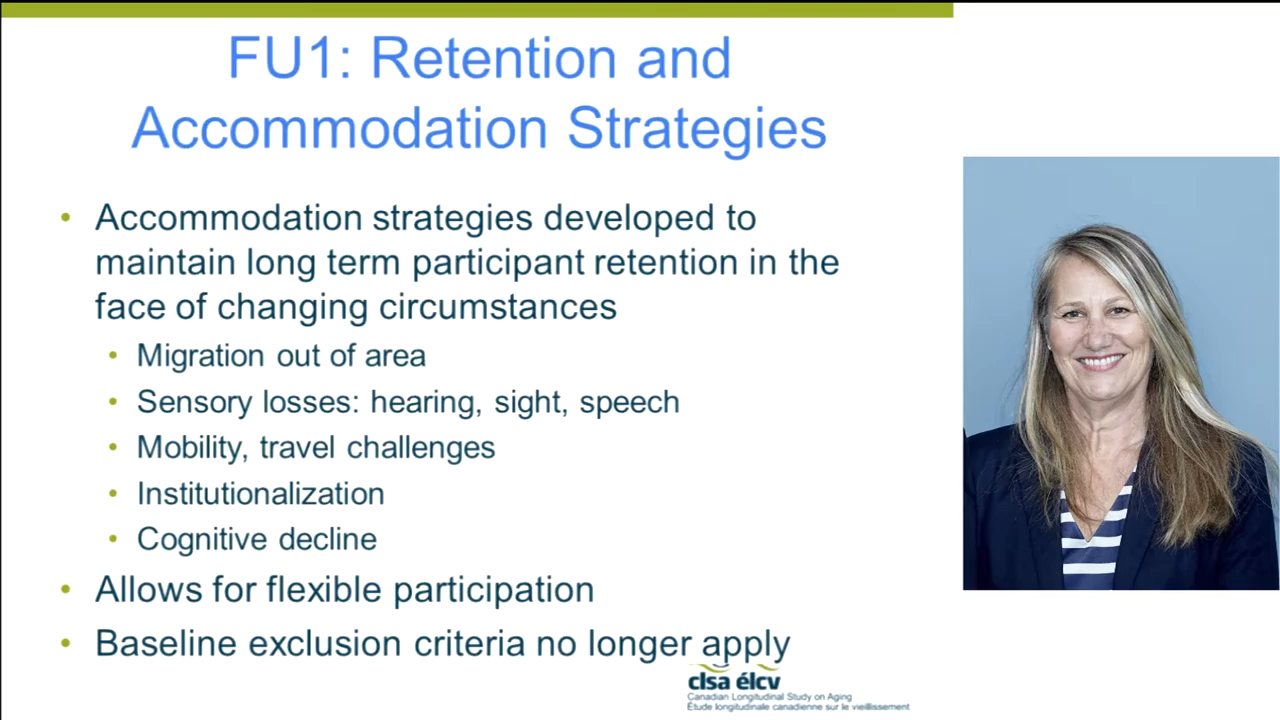 FU1: Retention and
Accommodation Strategies
• Accommodation strategies developed to
maintain long term participant retention in the
face of changing circumstances
• Migration out of area
• Sensory losses: hearing, sight, speech
• Mobility, travel challenges
• Institutionalization
• Cognitive decline
• Allows for flexible participation
• Baseline exclusion criteria no longer apply
clsa élcv
Canadian Longitudinal Study on Aging
Étude longitudinale canadienne sur le vieillissement